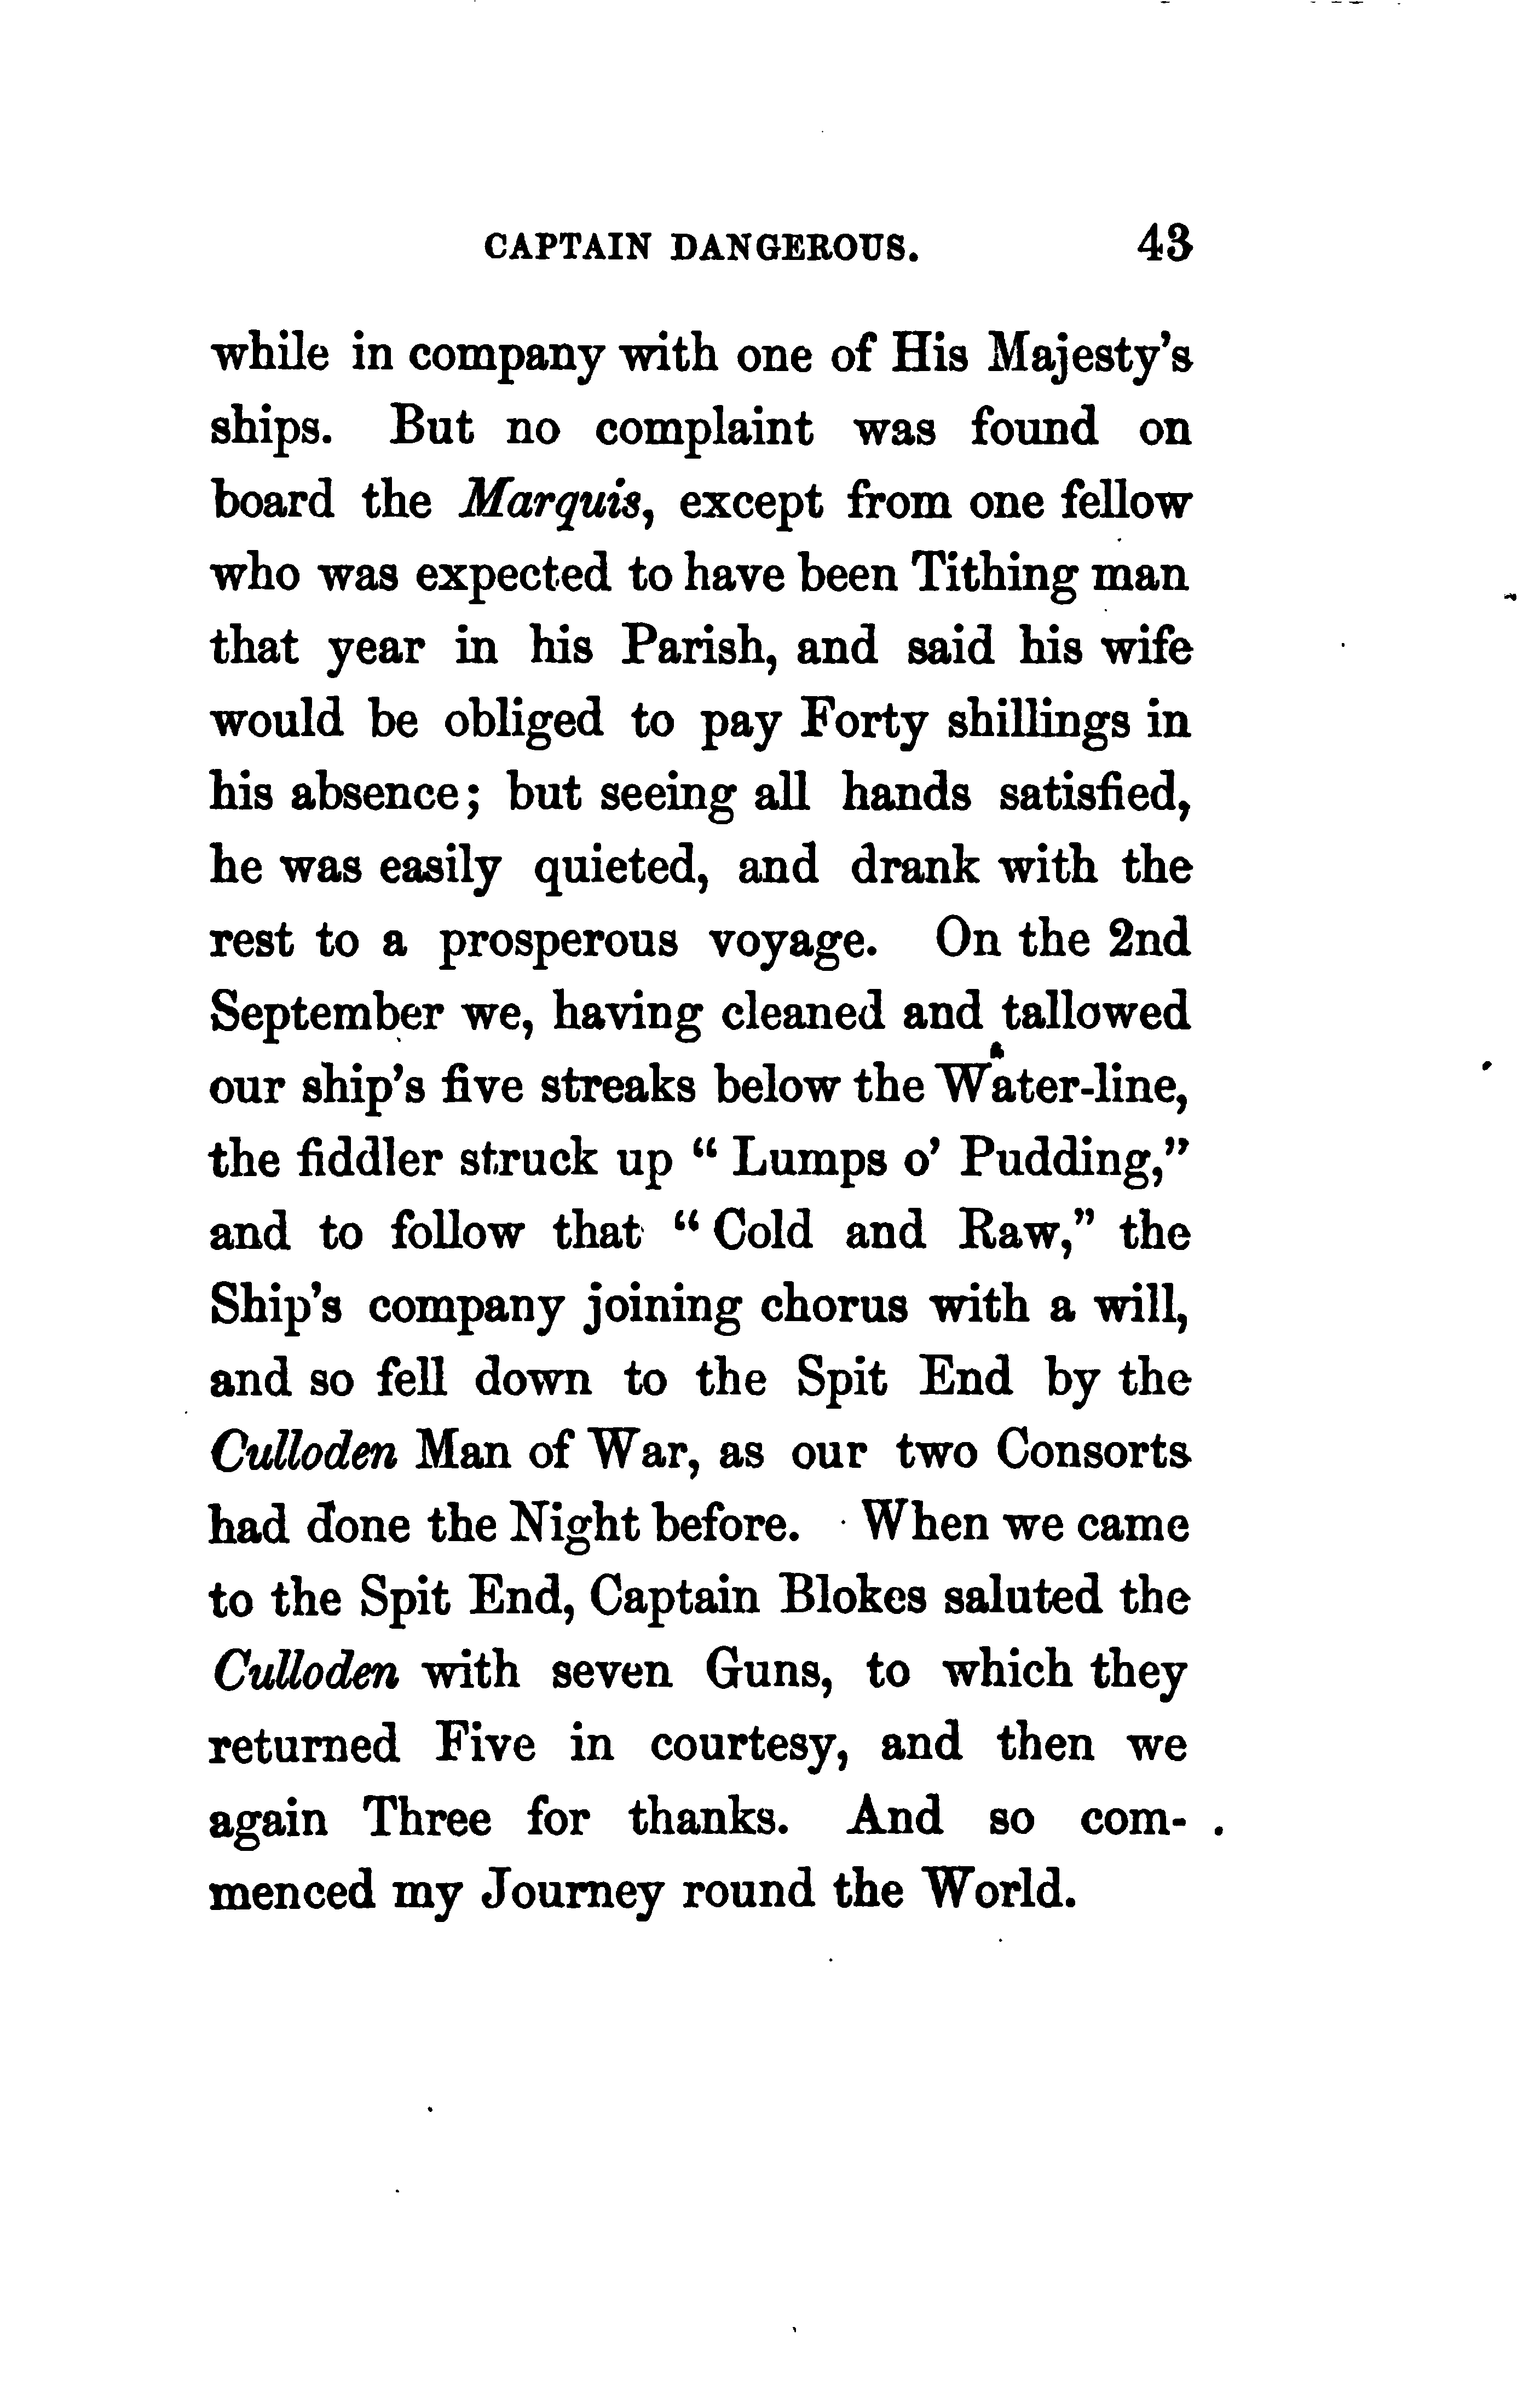 CAPTAIN DANGEROUS. 43
while in company with one of His Majesty's
ships. But no complaint was found on
board the Marquis, except from one fellow
who was expected to have been Tithing man
that year in his Parish, and said his wife
would be obliged to pay Forty shillings in
his absence; but seeing all hands satisfied,
he was easily quieted, and drank with the
rest to a prosperous voyage. On the 2nd
September we, having cleaned and tallowed
our ship's five streaks below the Water-line,
the fiddler struck up "Lumps o' Pudding,"
and to follow that "Cold and Raw," the
Ship's company joining chorus with a will,
and so fell down to the Spit End by the
Culloden Man of War, as our two Consorts
had done the Night before. When we came
to the Spit End, Captain Blokes saluted the
Culloden with seven Guns, to which they
returned Five in courtesy, and then we
again Three for thanks. And so com-
menced my Journey round the World.